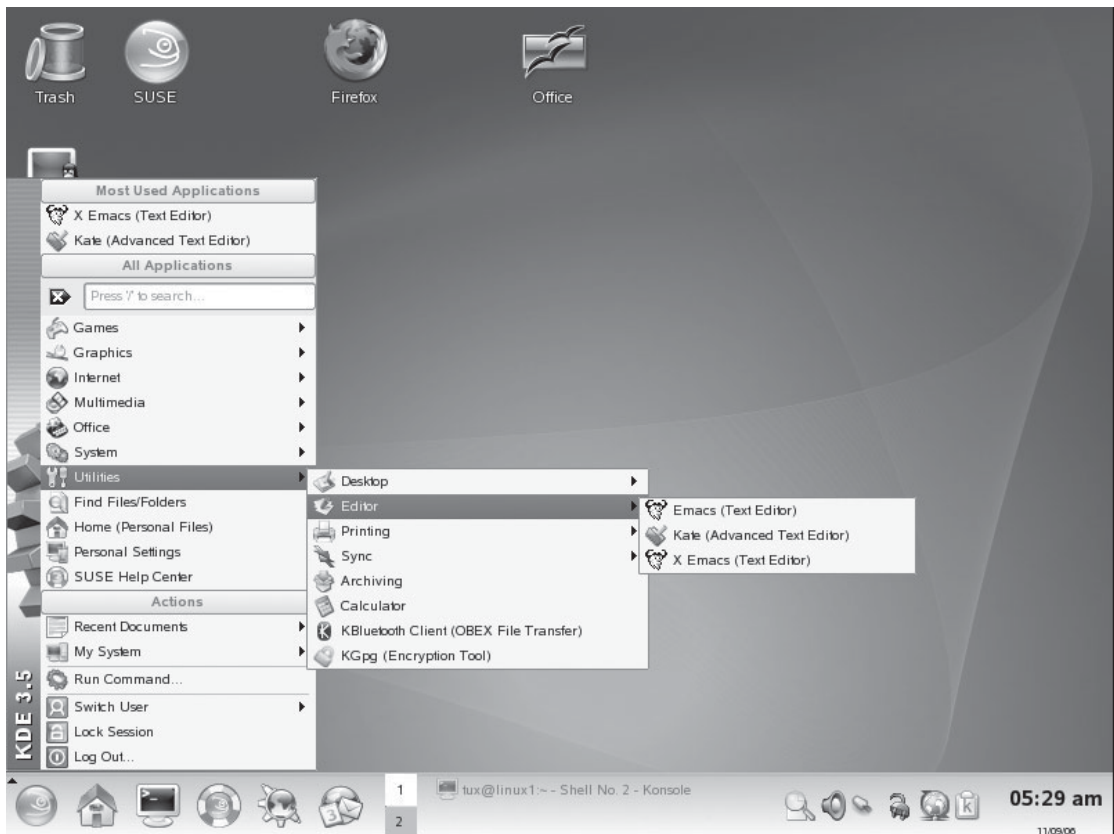 Trash
SUSE
Firefox
Office
Most Used Applications
X Emacs (Text Editor)
Kate (Advanced Text Editor)
All Applications
Press '/' to search...
Games
Graphics
Internet
Multimedia
Office
System
Utilities
Find Files/Folders
Home (Personal Files)
Personal Settings
SUSE Help Center
Actions
Recent Documents
My System
Run Command...
Switch User
Lock Session
Log Out...
KDE 3.5
Desktop
Editor
Printing
Sync
Archiving
Calculator
KBluetooth Client (OBEX File Transfer)
KGpg (Encryption Tool)
Emacs (Text Editor)
Kate (Advanced Text Editor)
X Emacs (Text Editor)
1
2
tux@linux1:~ - Shell No. 2 - Konsole
05:29 am
11/09/06